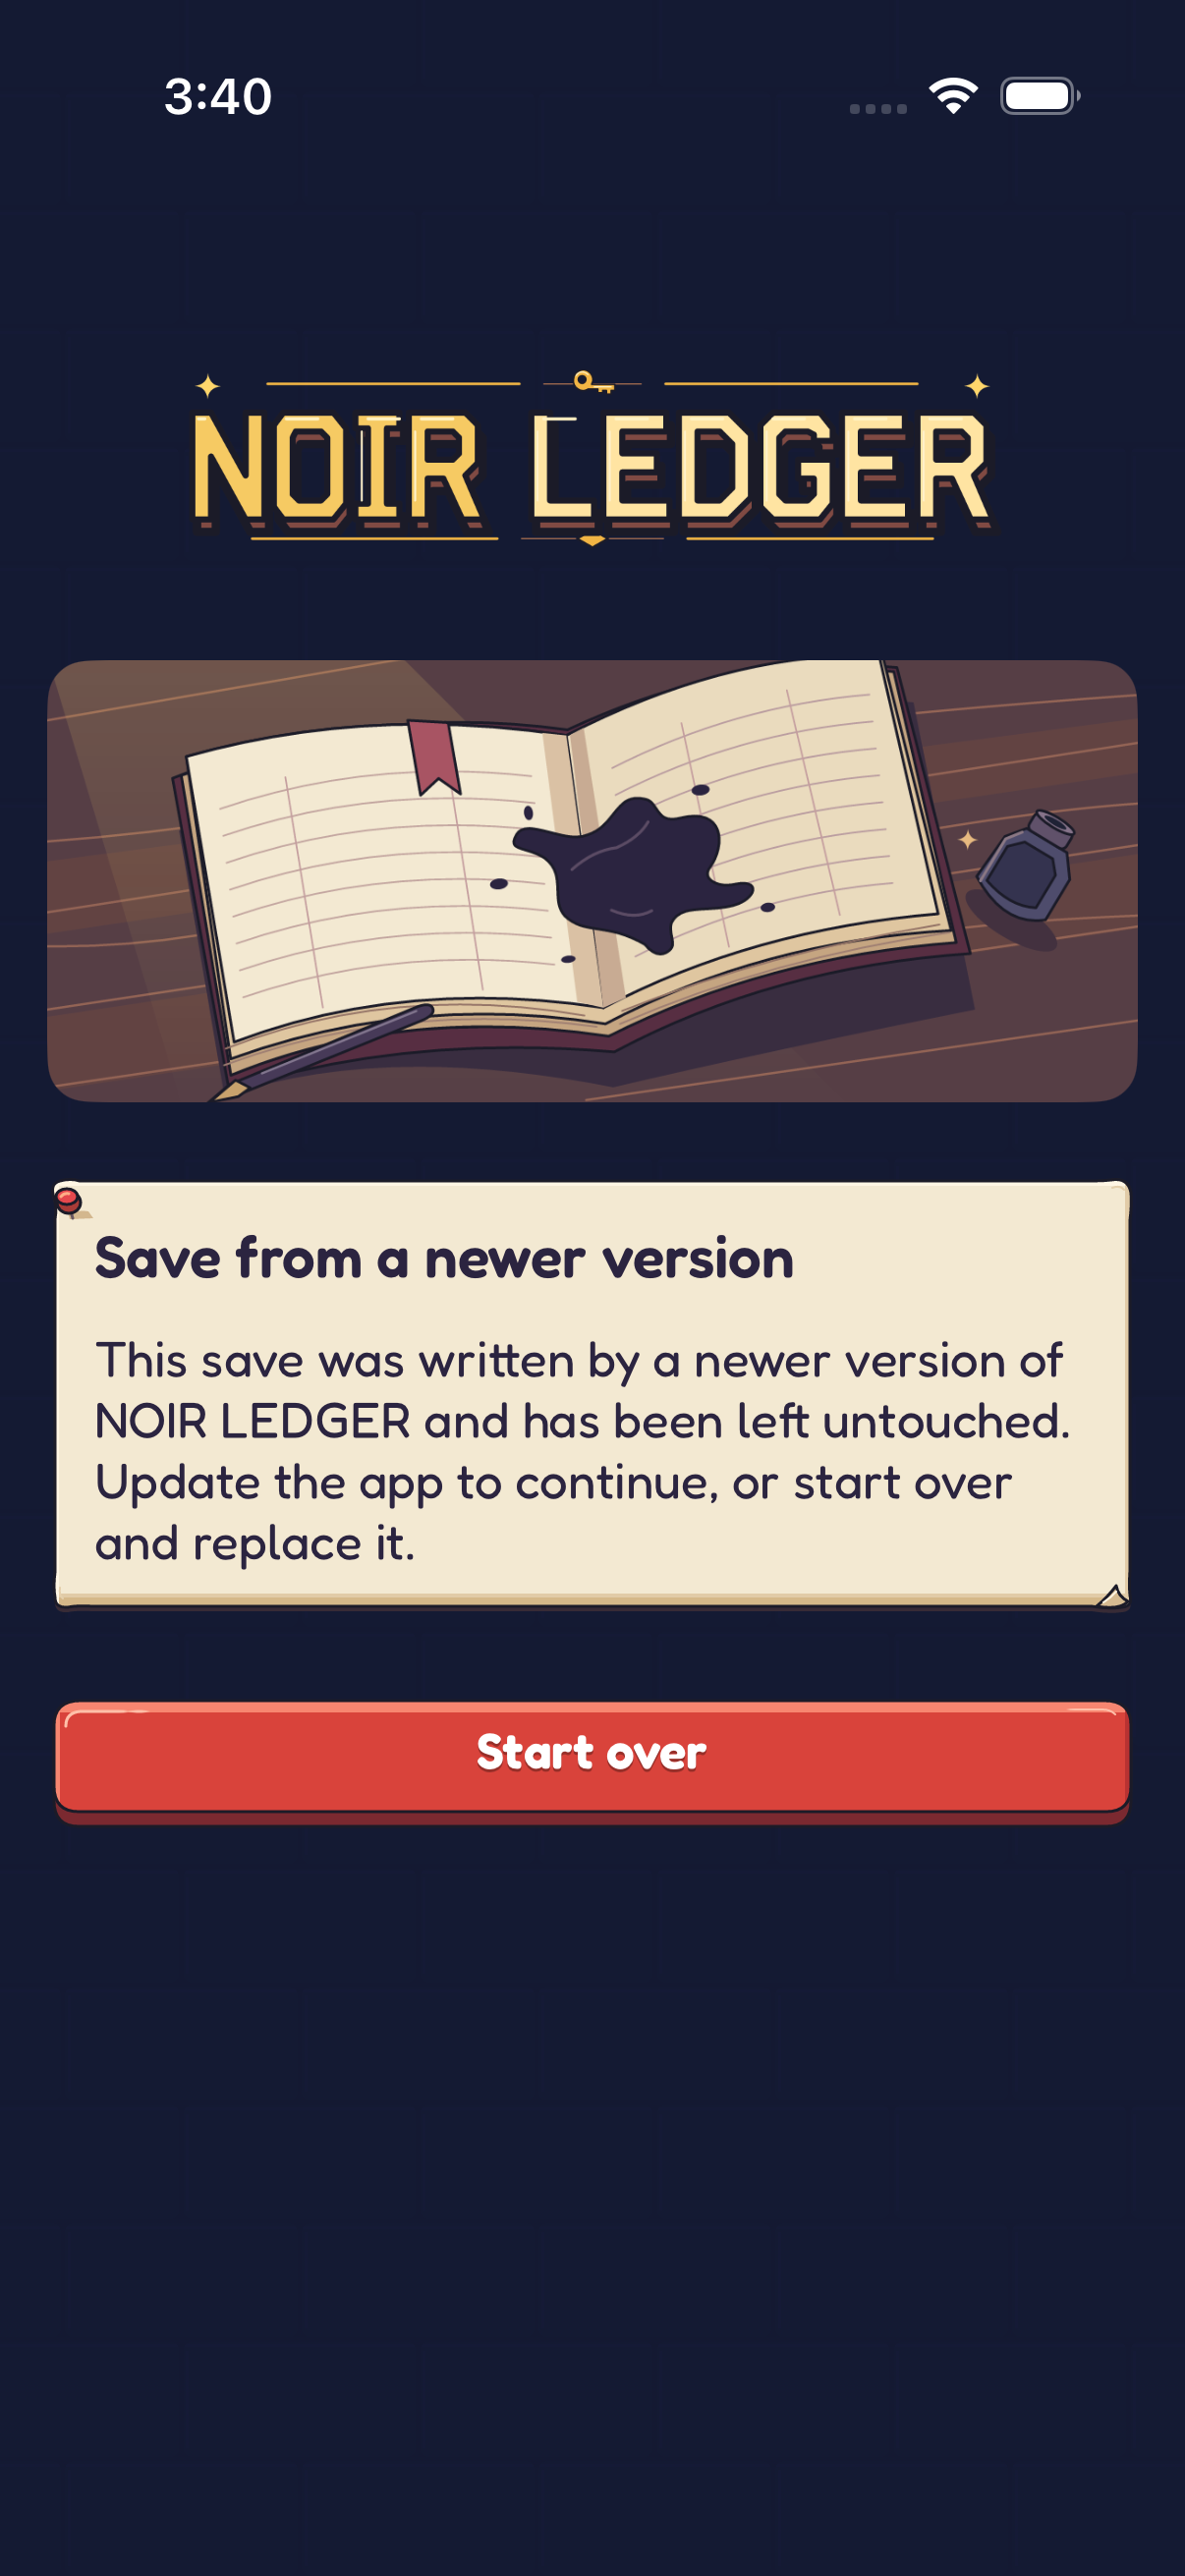 3:40
NOIR LEDGER
Save from a newer version
This save was written by a newer version of
NOIR LEDGER and has been left untouched.
Update the app to continue, or start over
and replace it.
Start over